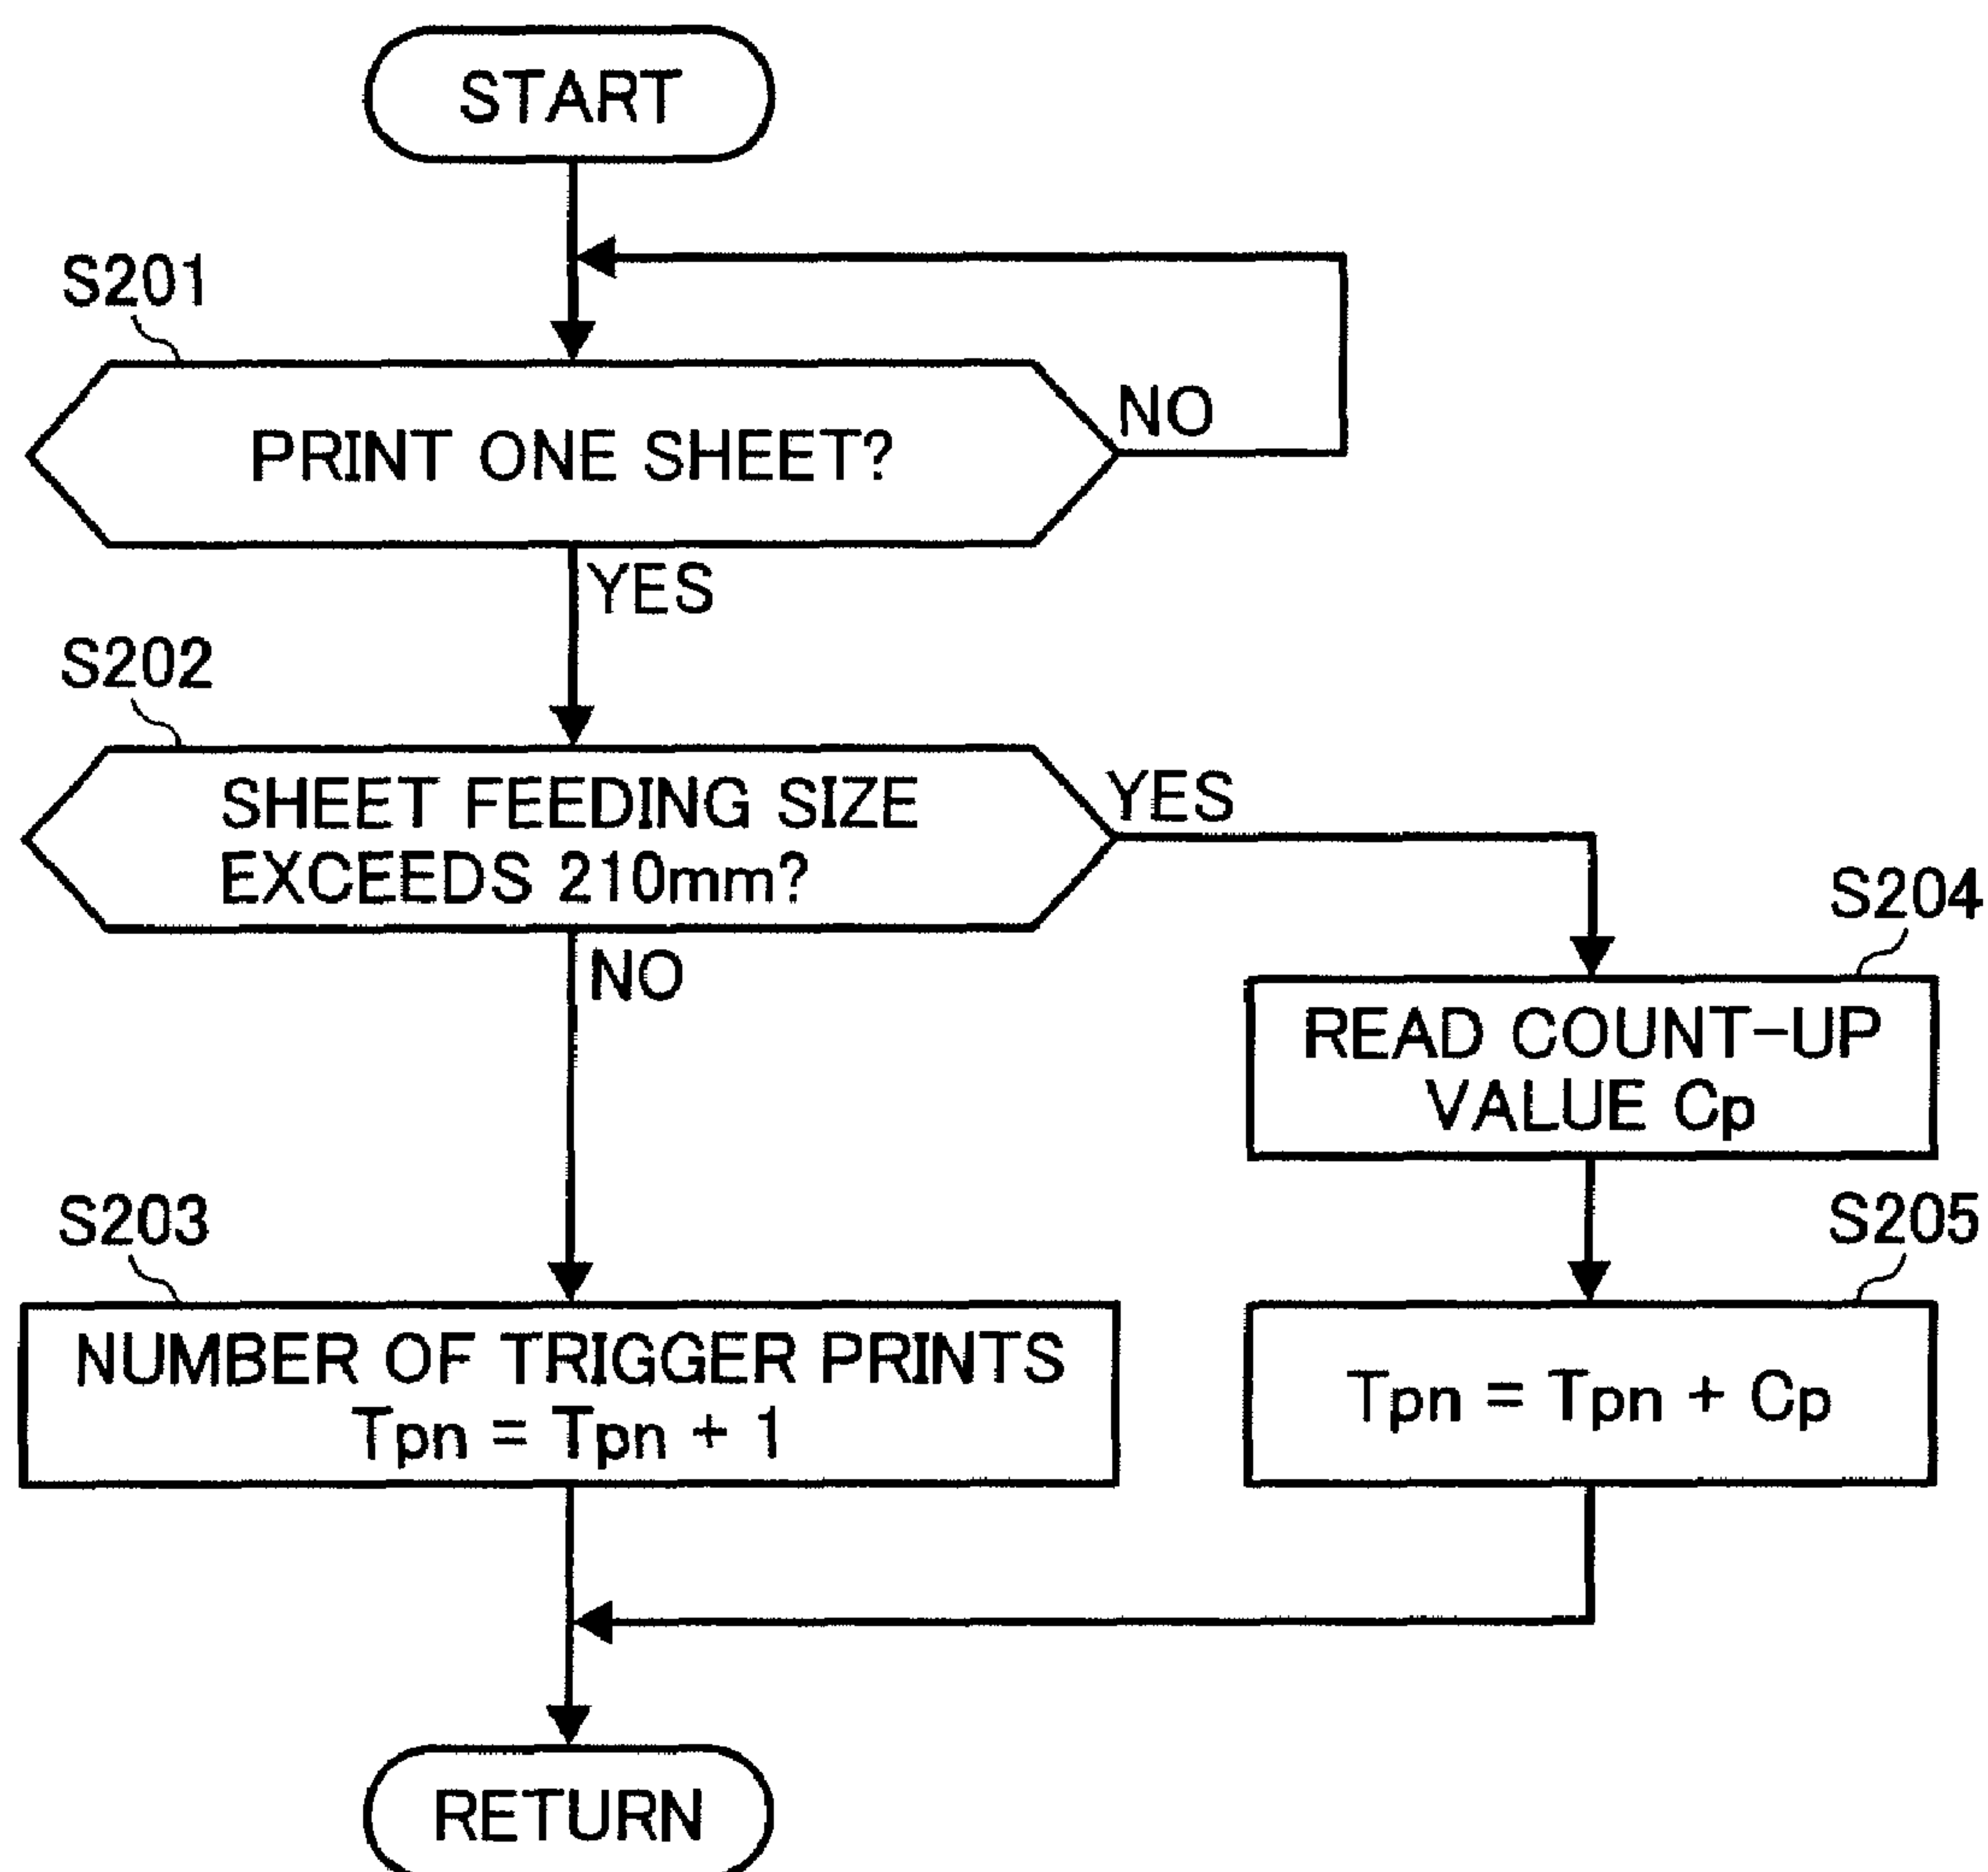 START
S201
PRINT ONE SHEET?
NO
YES
S202
SHEET FEEDING SIZE
EXCEEDS 210mm?
YES
NO
S204
READ COUNT-UP
VALUE Cp
S203
NUMBER OF TRIGGER PRINTS
Tpn = Tpn + 1
S205
Tpn = Tpn + Cp
RETURN